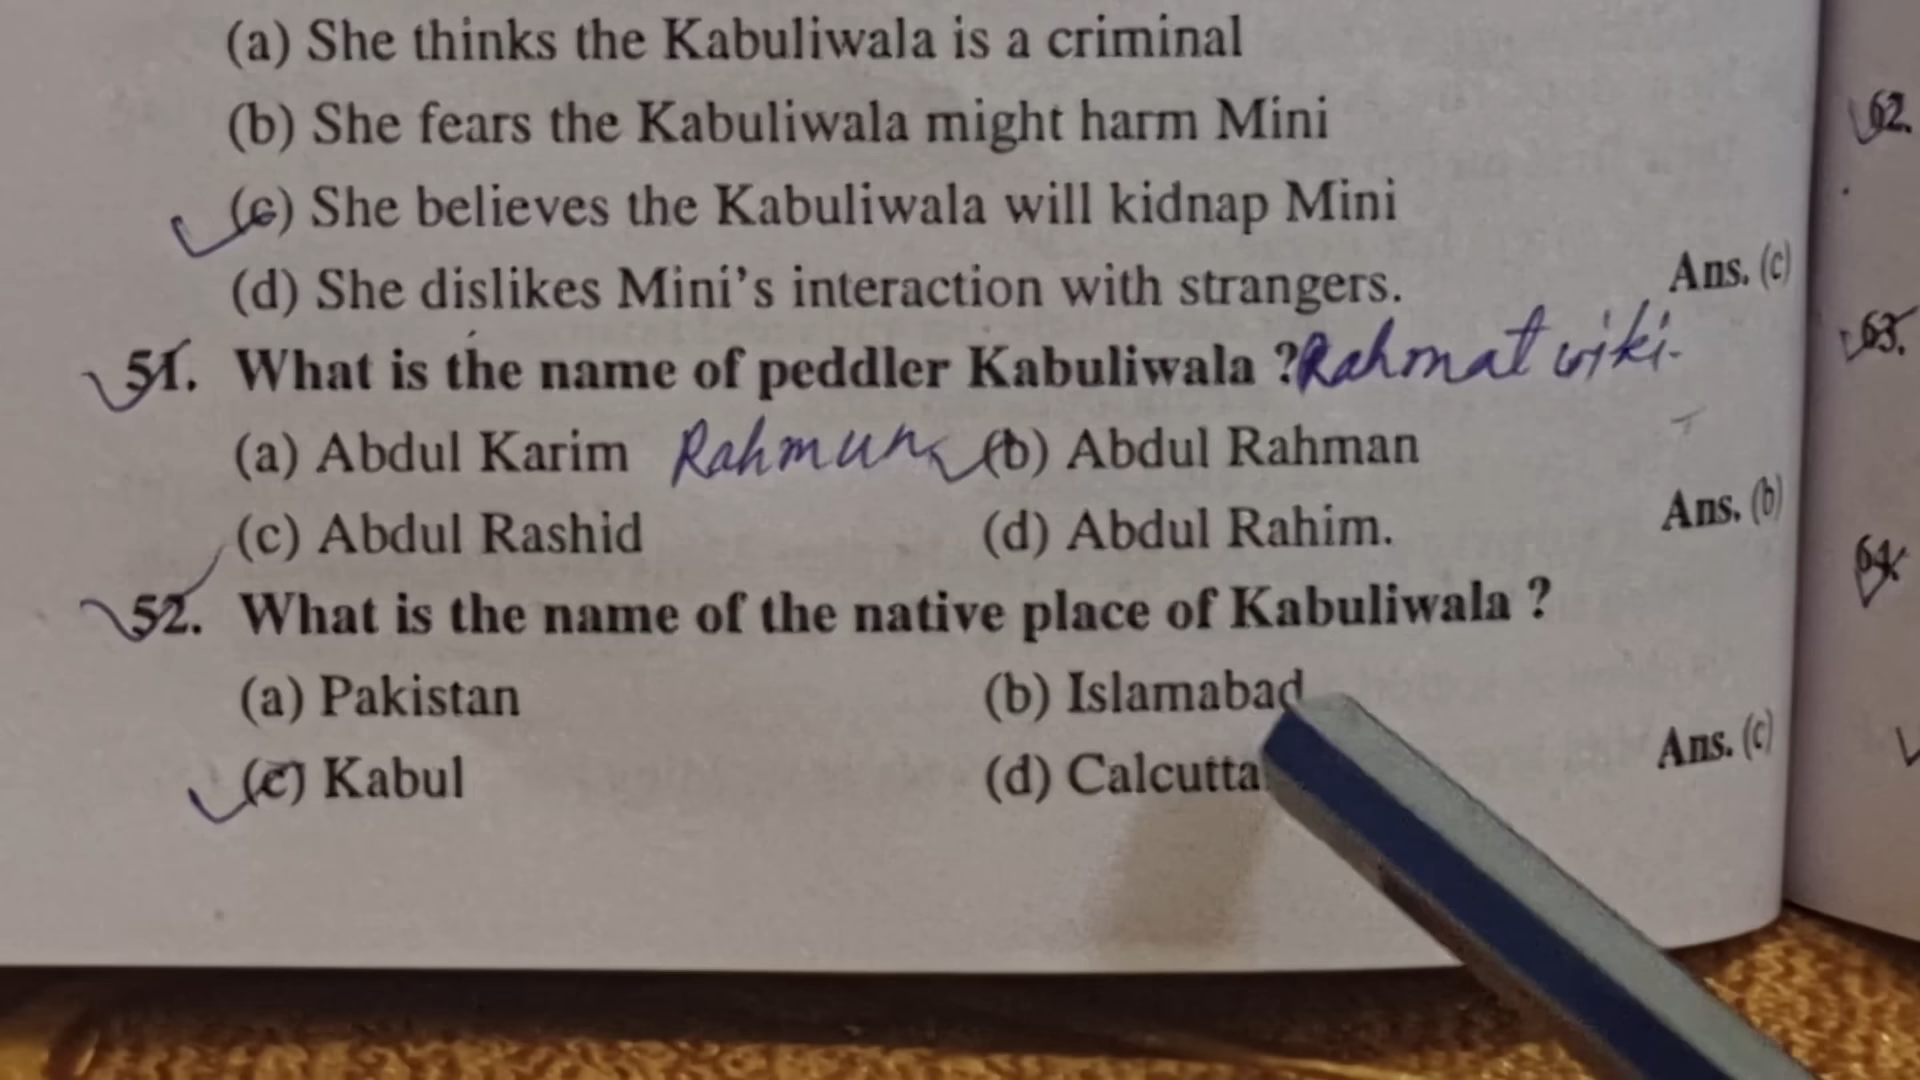 (a) She thinks the Kabuliwala is a criminal
(b) She fears the Kabuliwala might harm Mini
(c) She believes the Kabuliwala will kidnap Mini
(d) She dislikes Mini's interaction with strangers. Ans. (c)
51. What is the name of peddler Kabuliwala ? Rahmat wiki-
(a) Abdul Karim Rahmun (b) Abdul Rahman
(c) Abdul Rashid (d) Abdul Rahim. Ans. (b)
52. What is the name of the native place of Kabuliwala ?
(a) Pakistan (b) Islamabad
(c) Kabul (d) Calcutta Ans. (c)
62.
63.
64.